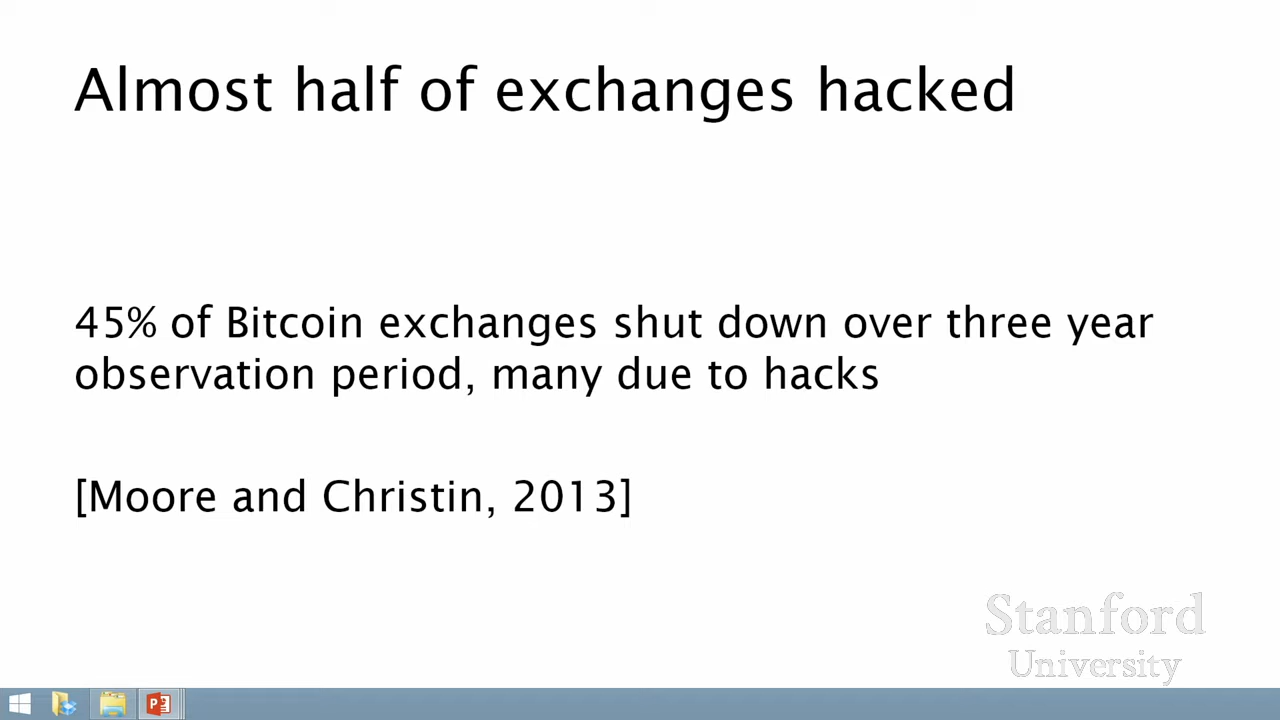 Almost half of exchanges hacked
45% of Bitcoin exchanges shut down over three year
observation period, many due to hacks
[Moore and Christin, 2013]
Stanford
University
P